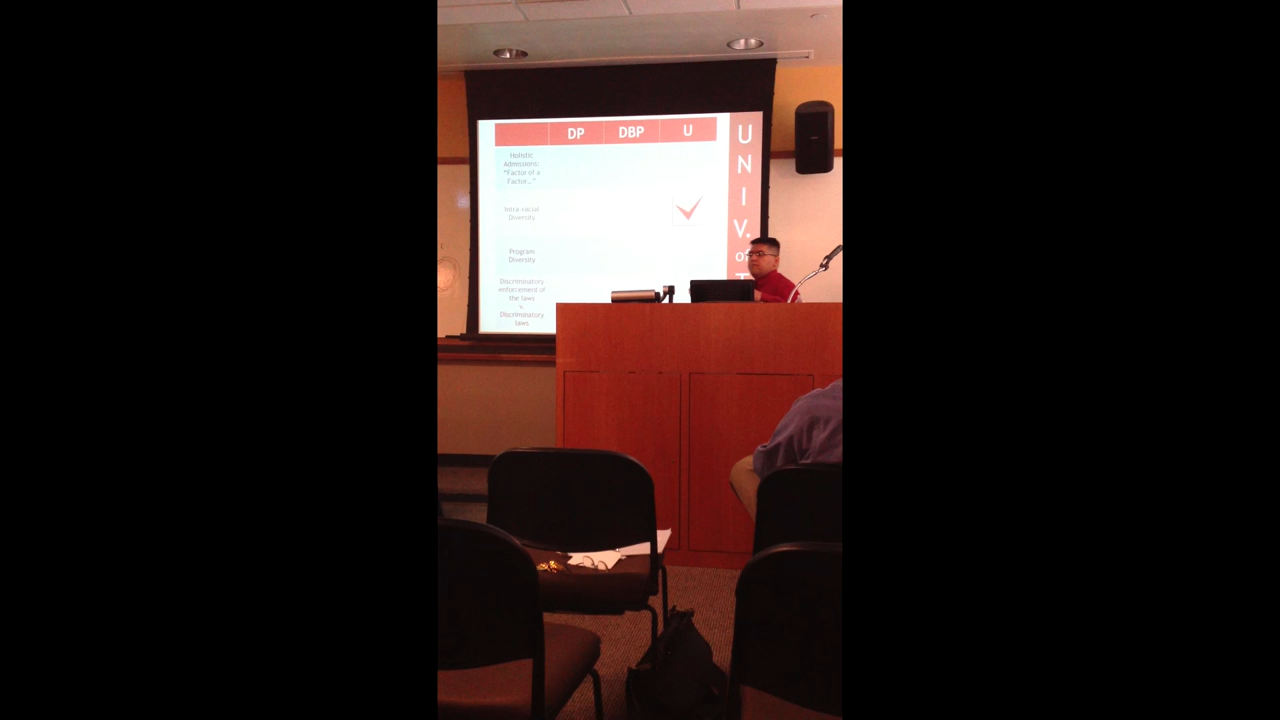 DP DBP U
Holistic
Admissions:
"Factor of a
Factor…"
Intra-racial
Diversity
Program
Diversity
Discriminatory
enforcement of
the laws
v.
Discriminatory
laws
U
N
I
V.
of
T